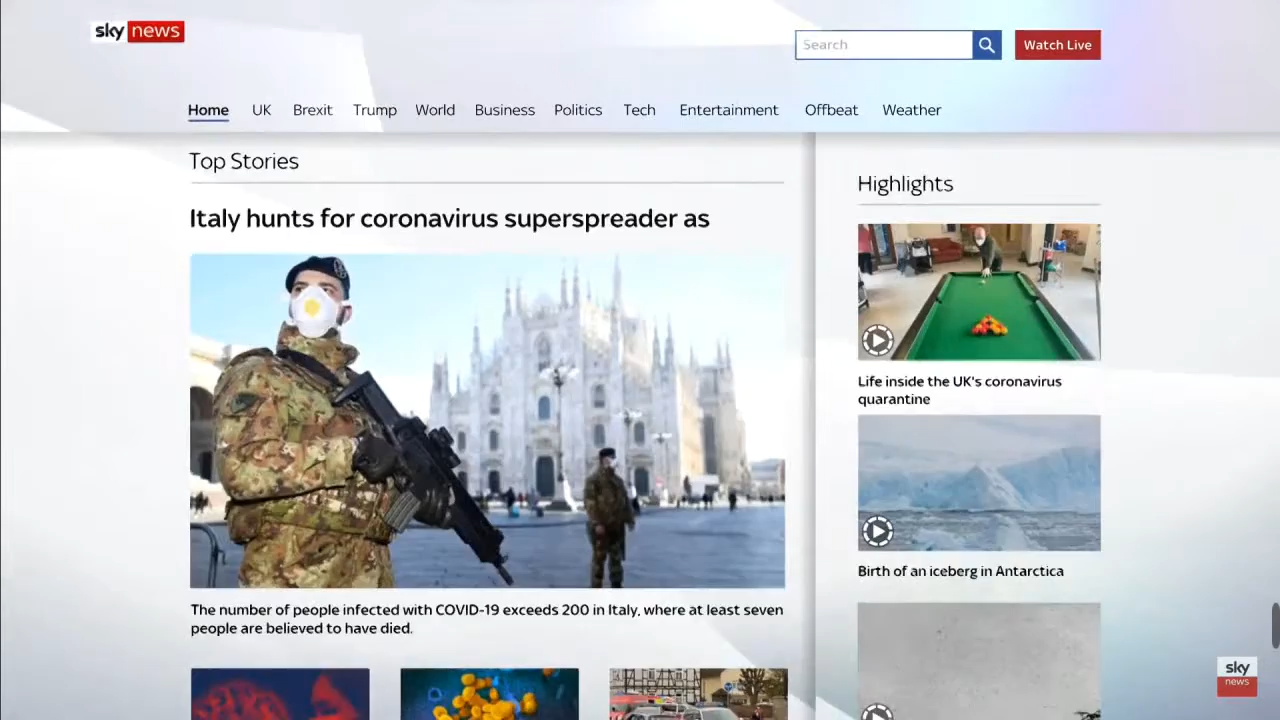 sky news
Search
Watch Live
Home UK Brexit Trump World Business Politics Tech Entertainment Offbeat Weather
Top Stories
Italy hunts for coronavirus superspreader as
The number of people infected with COVID-19 exceeds 200 in Italy, where at least seven
people are believed to have died.
Highlights
Life inside the UK's coronavirus
quarantine
Birth of an iceberg in Antarctica
sky
news